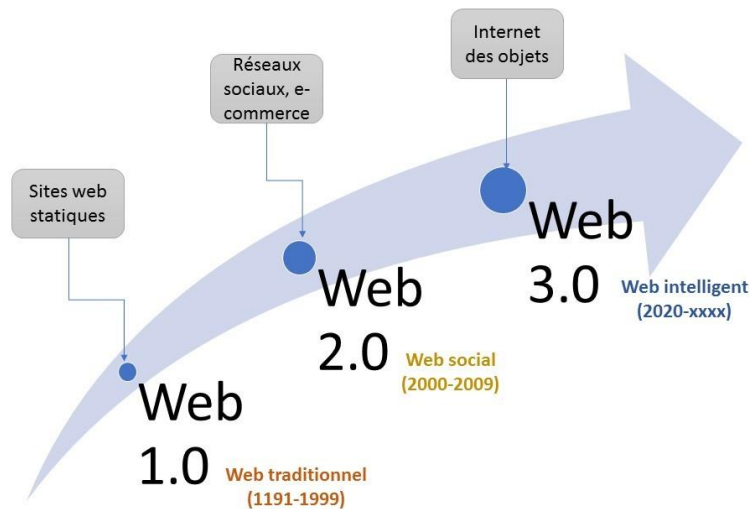 Internet
des objets
Réseaux
sociaux, e-
commerce
Sites web
statiques
Web
3.0
Web intelligent
(2020-xxxx)
Web
2.0
Web social
(2000-2009)
Web
1.0
Web traditionnel
(1191-1999)